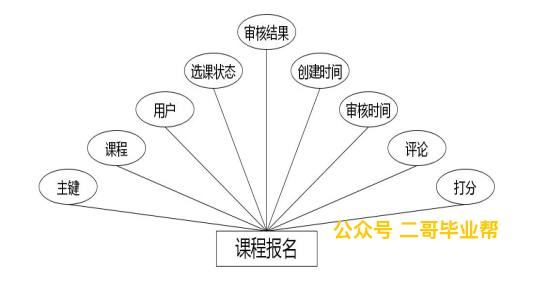 审核结果
选课状态
创建时间
用户
审核时间
课程
评论
主键
打分
公众号 二哥毕业帮
课程报名